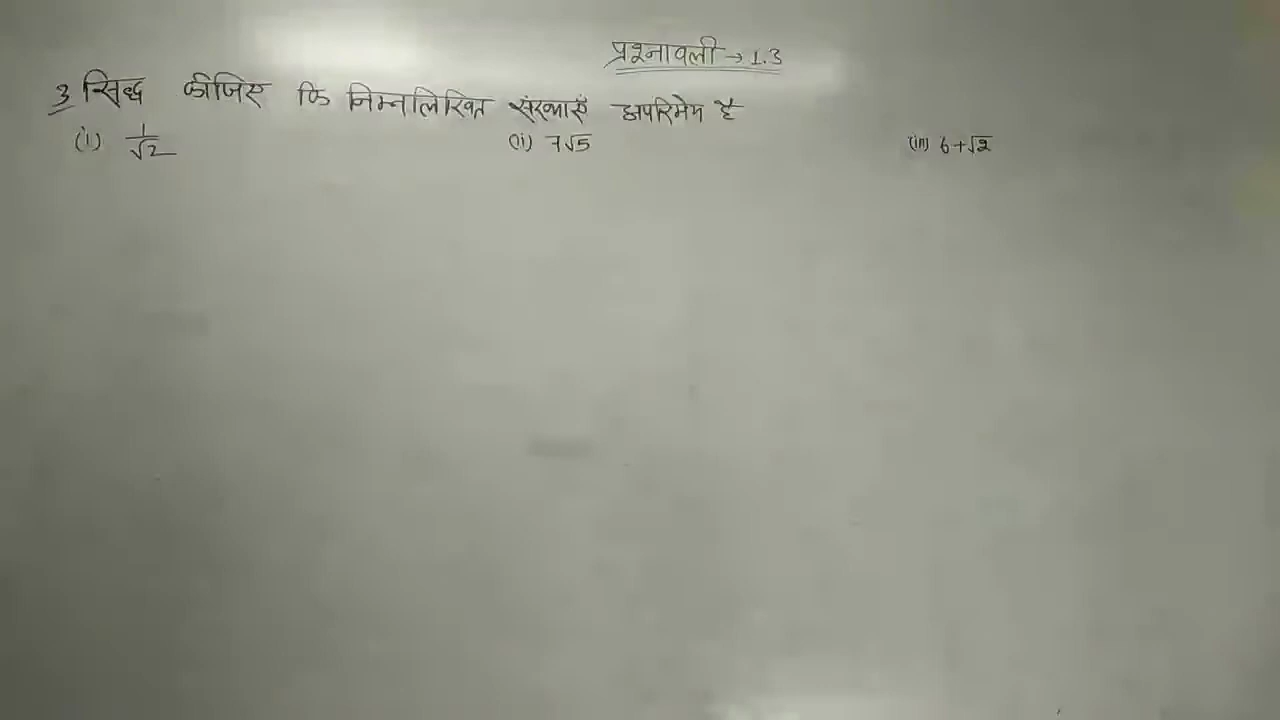 प्रश्नावली → 1.3
3 सिद्ध कीजिए कि निम्नलिखित संख्याएँ अपरिमेय है
(i) 1/√2 (ii) 7√5 (iii) 6+√2